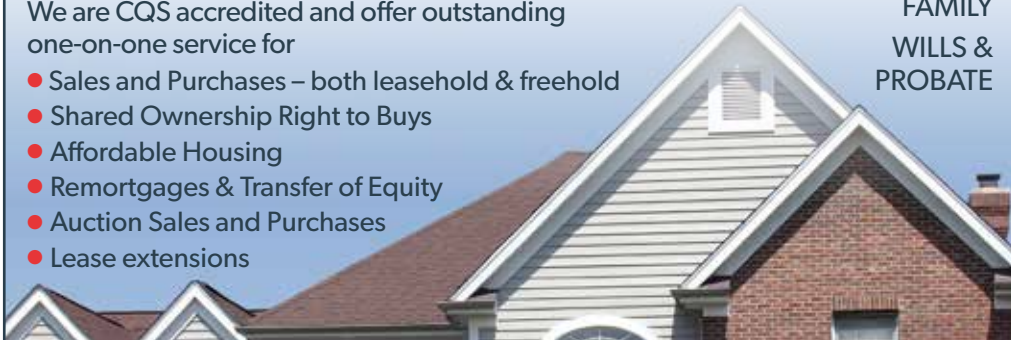 We are CQS accredited and offer outstanding
one-on-one service for
● Sales and Purchases – both leasehold & freehold
● Shared Ownership Right to Buys
● Affordable Housing
● Remortgages & Transfer of Equity
● Auction Sales and Purchases
● Lease extensions
FAMILY
WILLS &
PROBATE